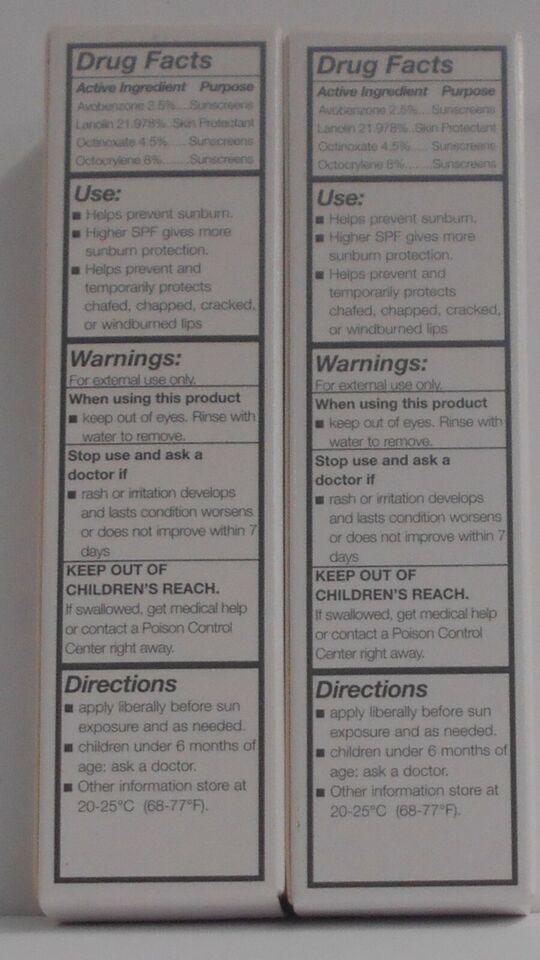 Drug Facts
Active Ingredient Purpose
Avobenzone 2.5%....Sunscreens
Lanolin 21.978%..Skin Protectant
Octinoxate 4.5%......Sunscreens
Octocrylene 8%.......Sunscreens
Use:
■ Helps prevent sunburn.
■ Higher SPF gives more
sunburn protection.
■ Helps prevent and
temporarily protects
chafed, chapped, cracked,
or windburned lips
Warnings:
For external use only.
When using this product
■ keep out of eyes. Rinse with
water to remove.
Stop use and ask a
doctor if
■ rash or irritation develops
and lasts condition worsens
or does not improve within 7
days
KEEP OUT OF
CHILDREN'S REACH.
If swallowed, get medical help
or contact a Poison Control
Center right away.
Directions
■ apply liberally before sun
exposure and as needed.
■ children under 6 months of
age: ask a doctor.
■ Other information store at
20-25°C (68-77°F).
Drug Facts
Active Ingredient Purpose
Avobenzone 2.5%....Sunscreens
Lanolin 21.978%..Skin Protectant
Octinoxate 4.5%......Sunscreens
Octocrylene 8%.......Sunscreens
Use:
■ Helps prevent sunburn.
■ Higher SPF gives more
sunburn protection.
■ Helps prevent and
temporarily protects
chafed, chapped, cracked,
or windburned lips
Warnings:
For external use only.
When using this product
■ keep out of eyes. Rinse with
water to remove.
Stop use and ask a
doctor if
■ rash or irritation develops
and lasts condition worsens
or does not improve within 7
days
KEEP OUT OF
CHILDREN'S REACH.
If swallowed, get medical help
or contact a Poison Control
Center right away.
Directions
■ apply liberally before sun
exposure and as needed.
■ children under 6 months of
age: ask a doctor.
■ Other information store at
20-25°C (68-77°F).